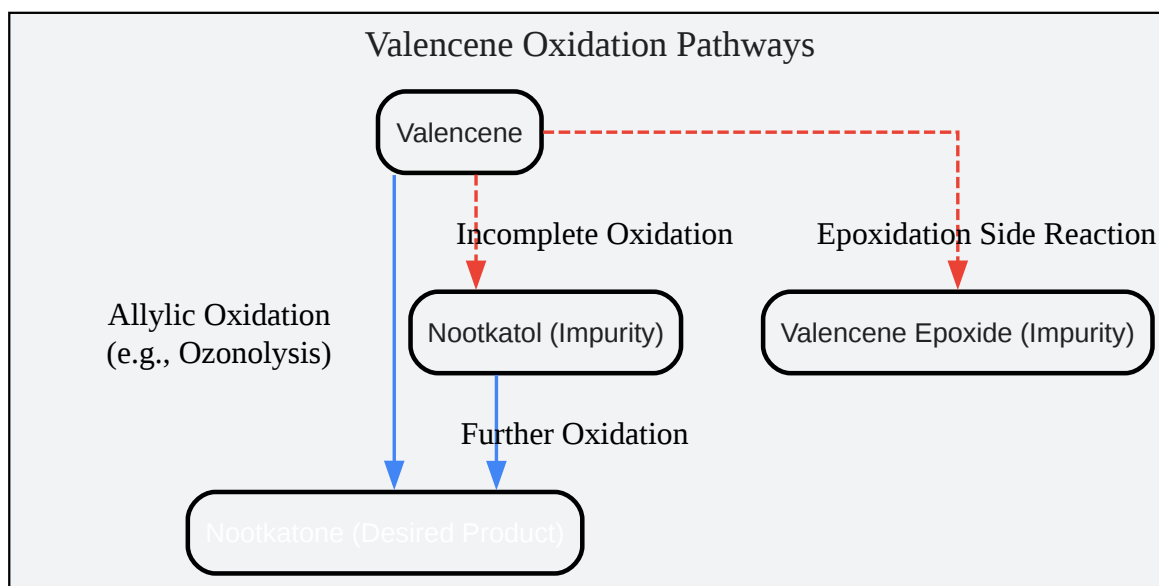 Valencene Oxidation Pathways
Valencene
Incomplete Oxidation
Epoxidation Side Reaction
Allylic Oxidation
(e.g., Ozonolysis)
Nootkatol (Impurity)
Valencene Epoxide (Impurity)
Further Oxidation
Nootkatone (Desired Product)